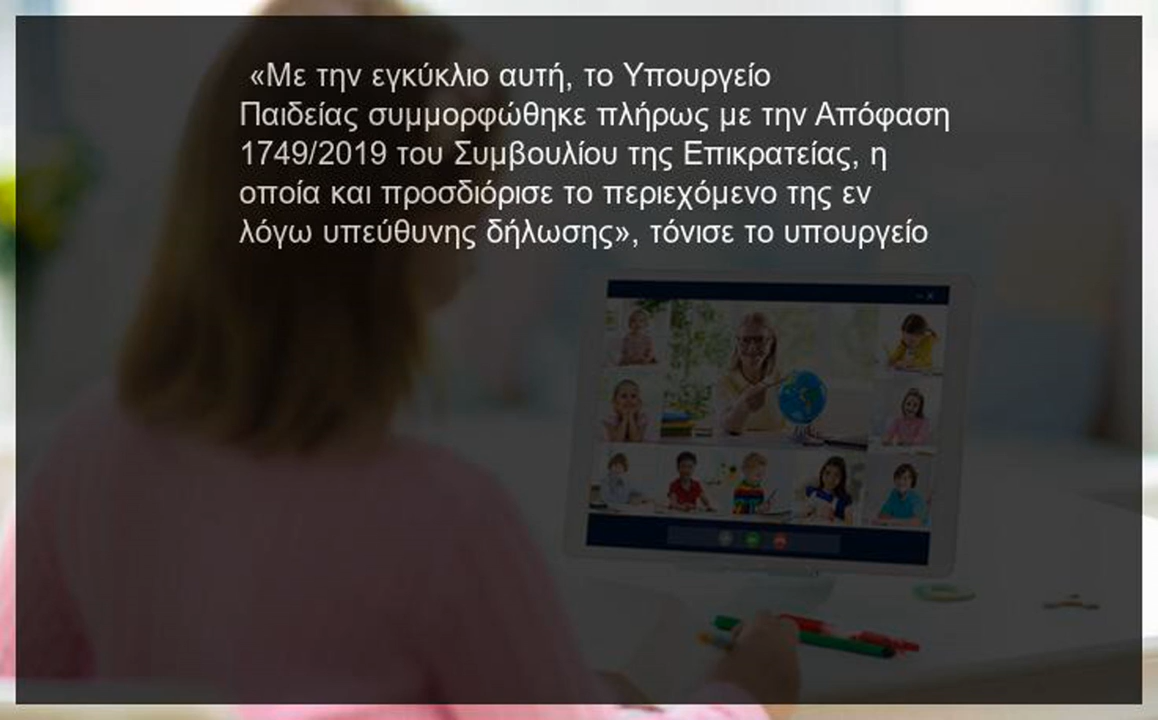 «Με την εγκύκλιο αυτή, το Υπουργείο
Παιδείας συμμορφώθηκε πλήρως με την Απόφαση
1749/2019 του Συμβουλίου της Επικρατείας, η
οποία και προσδιόρισε το περιεχόμενο της εν
λόγω υπεύθυνης δήλωσης», τόνισε το υπουργείο